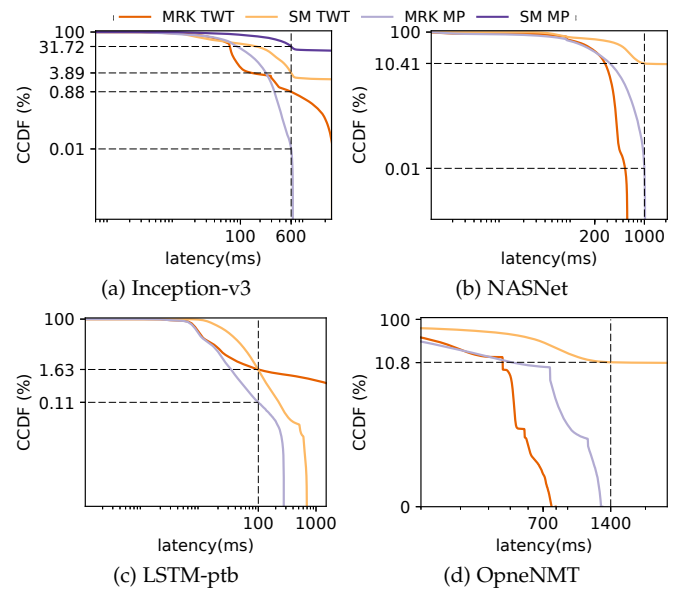 MRK TWT SM TWT MRK MP SM MP
100
31.72
3.89
0.88
0.01
CCDF (%)
100 600
latency(ms)
(a) Inception-v3
100
10.41
0.01
CCDF (%)
200 1000
latency(ms)
(b) NASNet
100
1.63
0.11
CCDF (%)
100 1000
latency(ms)
(c) LSTM-ptb
100
10.8
0
CCDF (%)
700 1400
latency(ms)
(d) OpneNMT